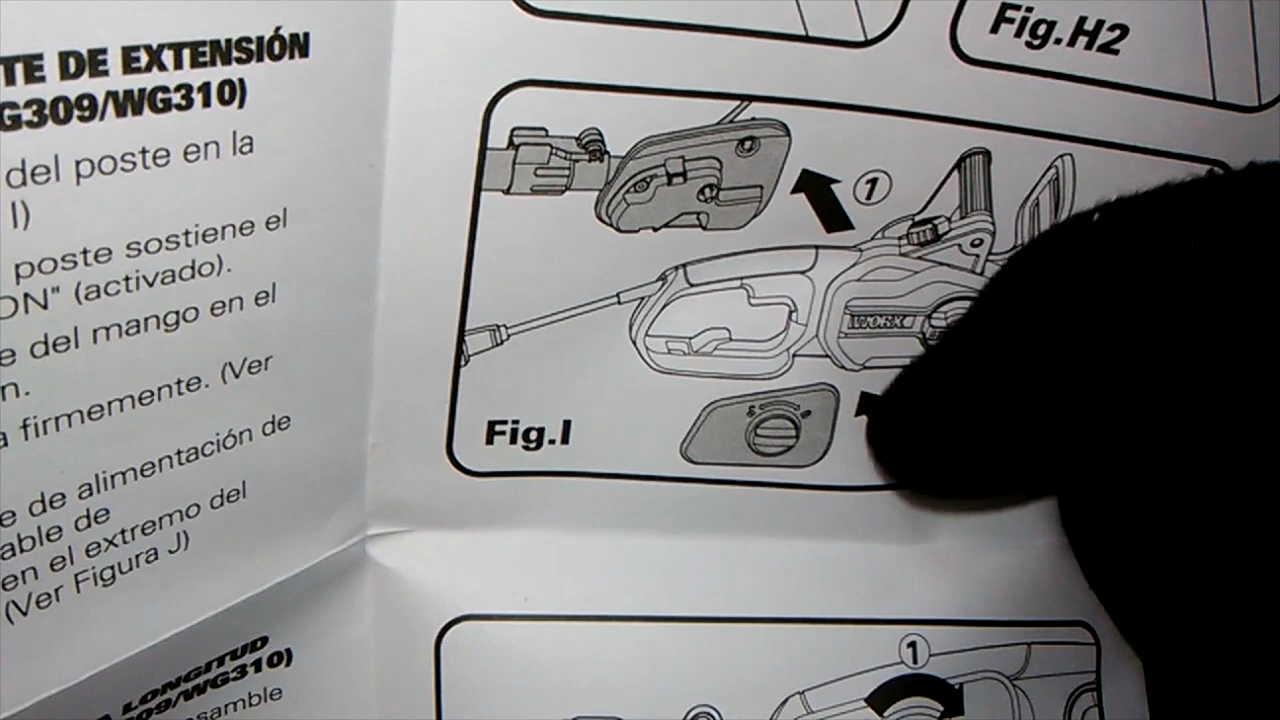 TE DE EXTENSIÓN
G309/WG310)
del poste en la
I)
poste sostiene el
ON" (activado).
e del mango en el
n.
a firmemente. (Ver
e de alimentación de
able de
en el extremo del
(Ver Figura J)
A LONGITUD
09/WG310)
samble
Fig.H2
1
WORX
Fig.I
1